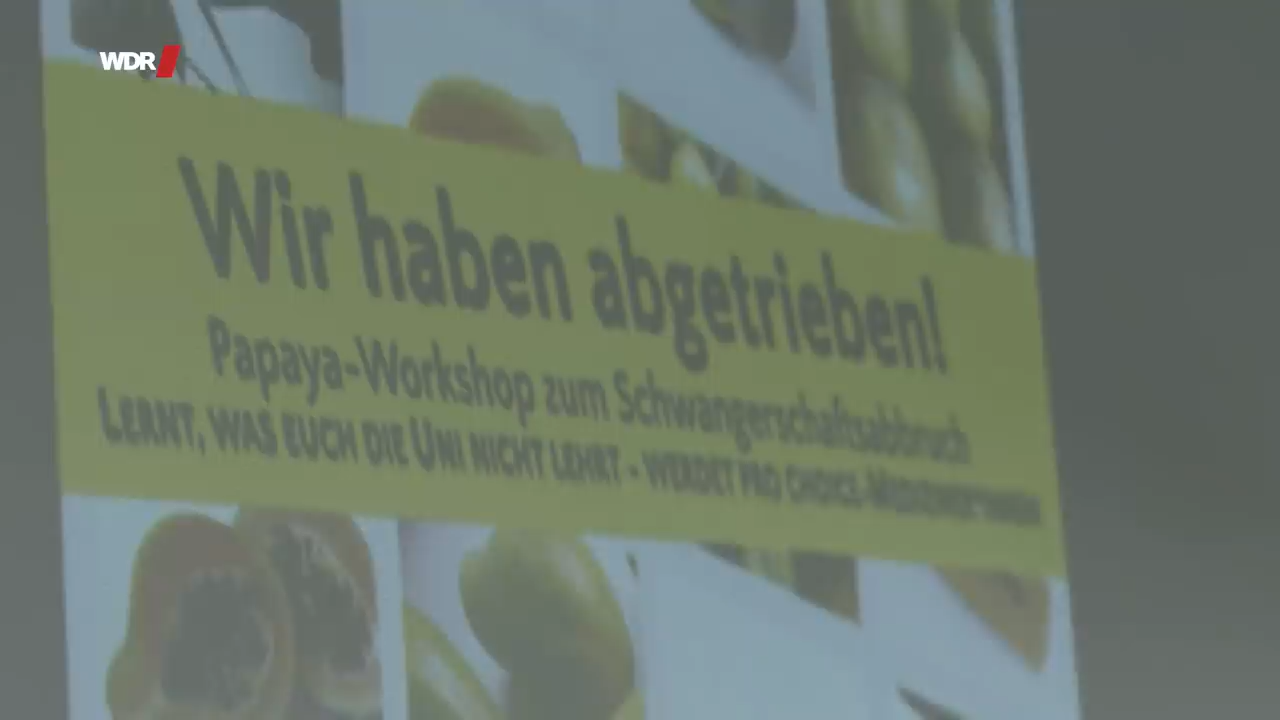 WDR
Wir haben abgetrieben!
Papaya-Workshop zum Schwangerschaftsabbruch
LERNT, WAS EUCH DIE UNI NICHT LEHRT - WERDET PRO CHOICE-